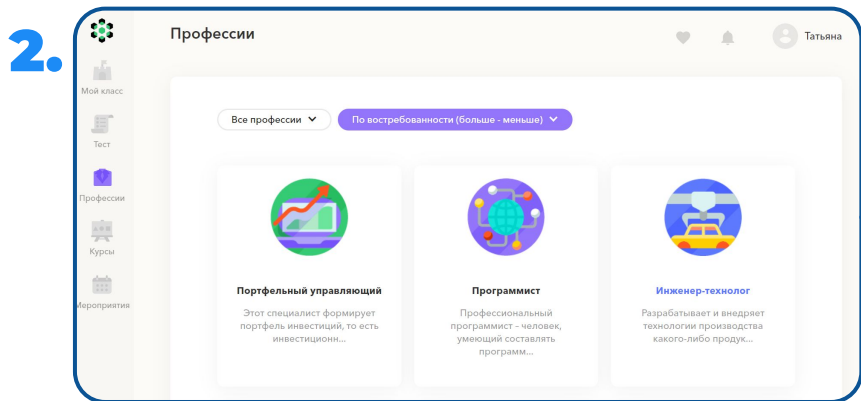 2.
Профессии
Татьяна
Мой класс
Тест
Профессии
Курсы
Мероприятия
Все профессии
По востребованности (больше - меньше)
Портфельный управляющий
Этот специалист формирует
портфель инвестиций, то есть
инвестиционн...
Программист
Профессиональный
программист – человек,
умеющий составлять
программ...
Инженер-технолог
Разрабатывает и внедряет
технологии производства
какого-либо продук...